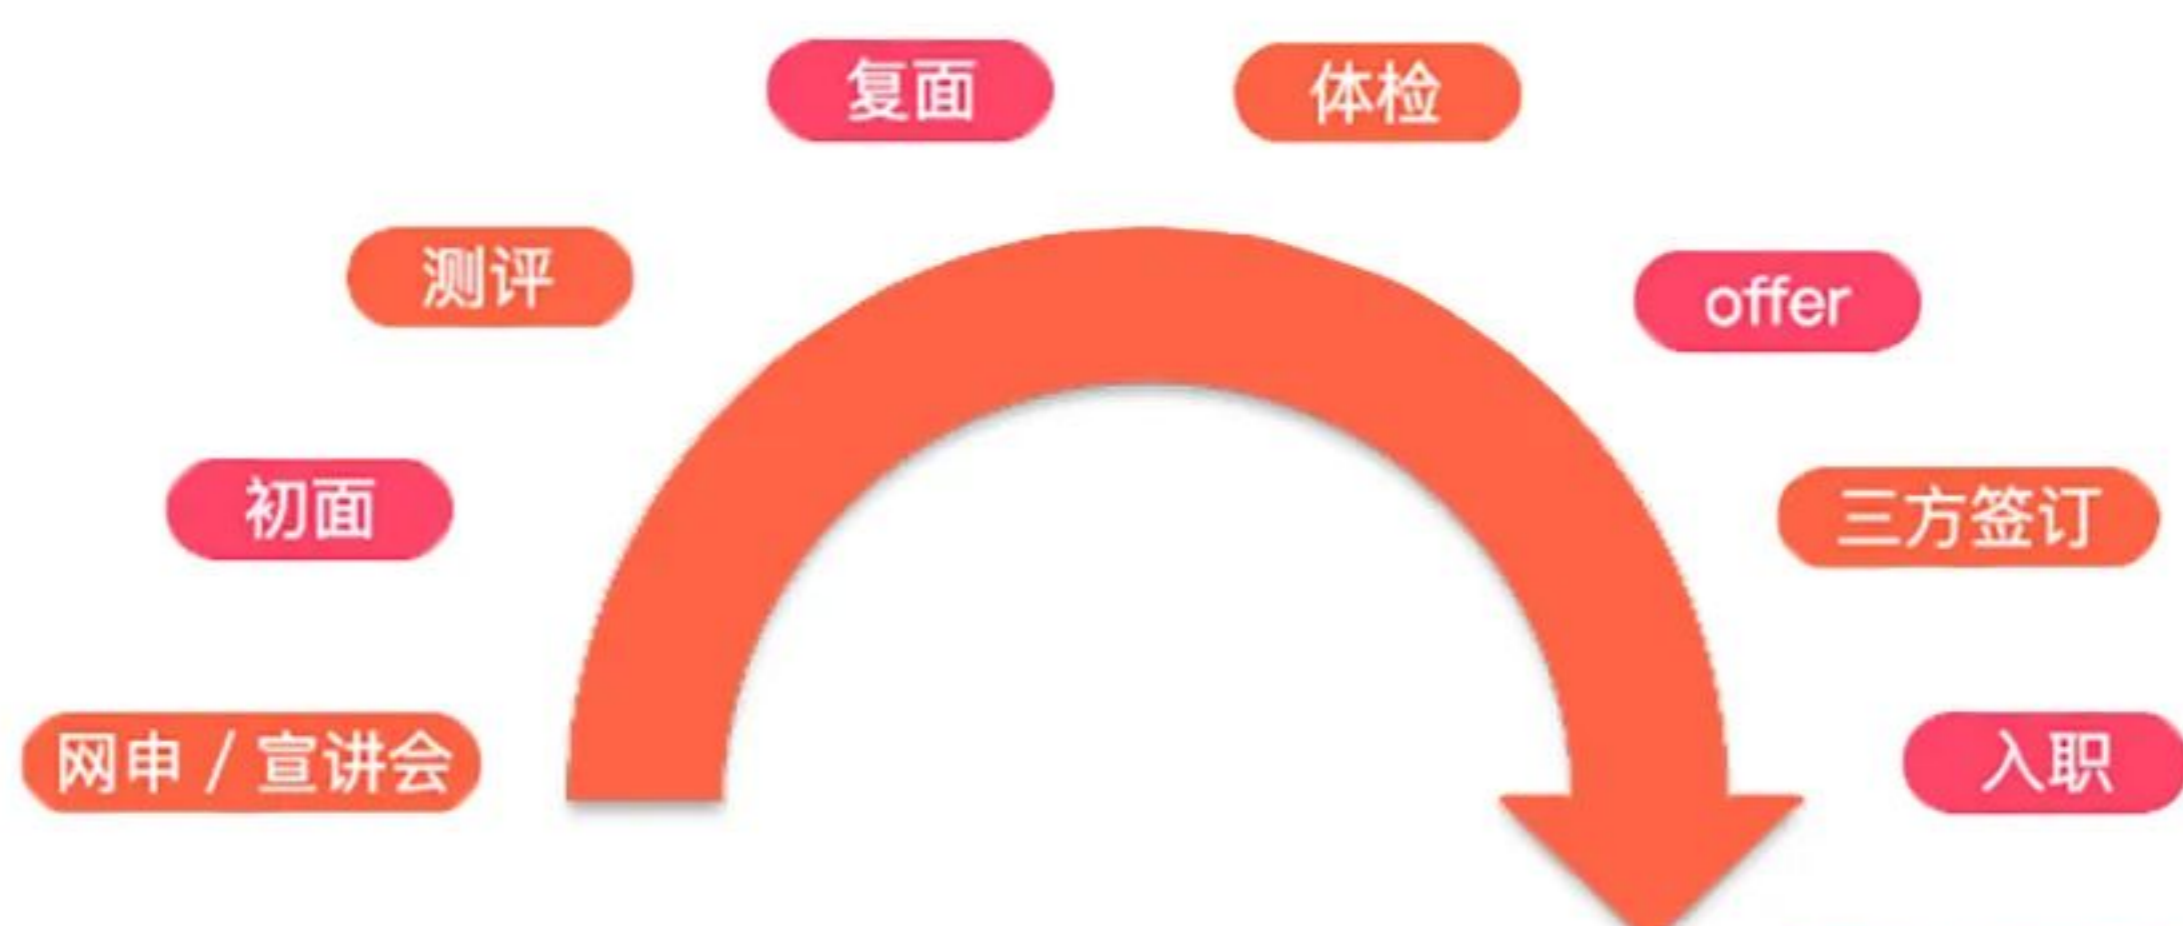 网申 / 宣讲会
初面
测评
复面
体检
offer
三方签订
入职